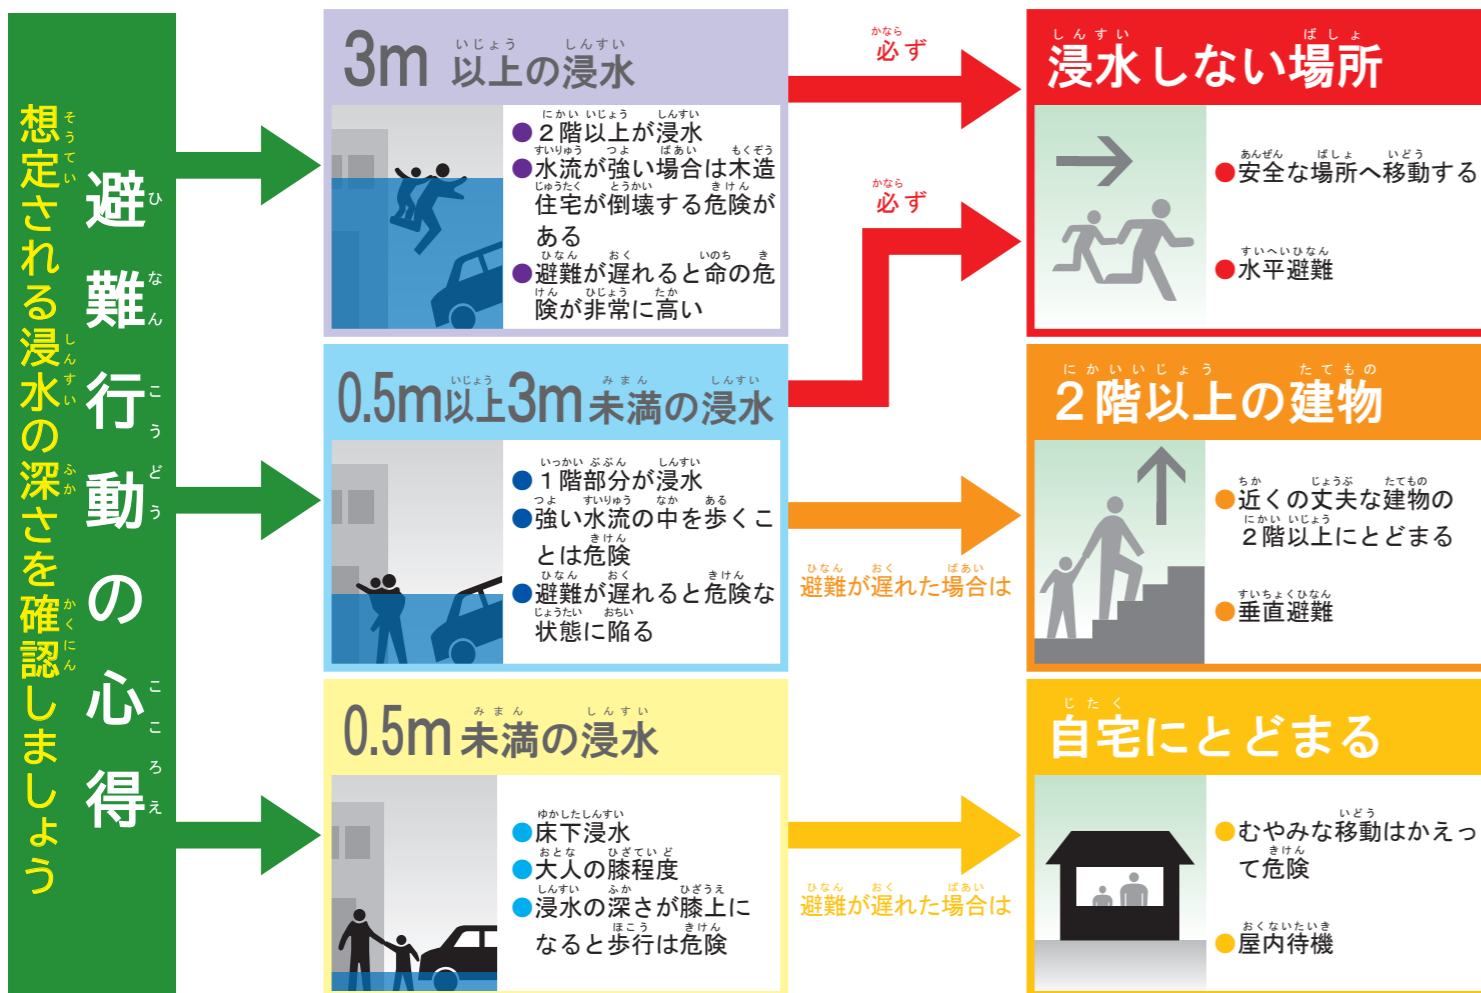 避難行動の心得
想定される浸水の深さを確認しましょう
3m 以上の浸水
●２階以上が浸水
●水流が強い場合は木造
住宅が倒壊する危険が
ある
●避難が遅れると命の危
険が非常に高い
必ず
浸水しない場所
●安全な場所へ移動する
●水平避難
0.5m以上3m未満の浸水
●１階部分が浸水
●強い水流の中を歩くこ
とは危険
●避難が遅れると危険な
状態に陥る
必ず
避難が遅れた場合は
２階以上の建物
●近くの丈夫な建物の
２階以上にとどまる
●垂直避難
0.5m未満の浸水
●床下浸水
●大人の膝程度
●浸水の深さが膝上に
なると歩行は危険
避難が遅れた場合は
自宅にとどまる
●むやみな移動はかえっ
て危険
●屋内待機